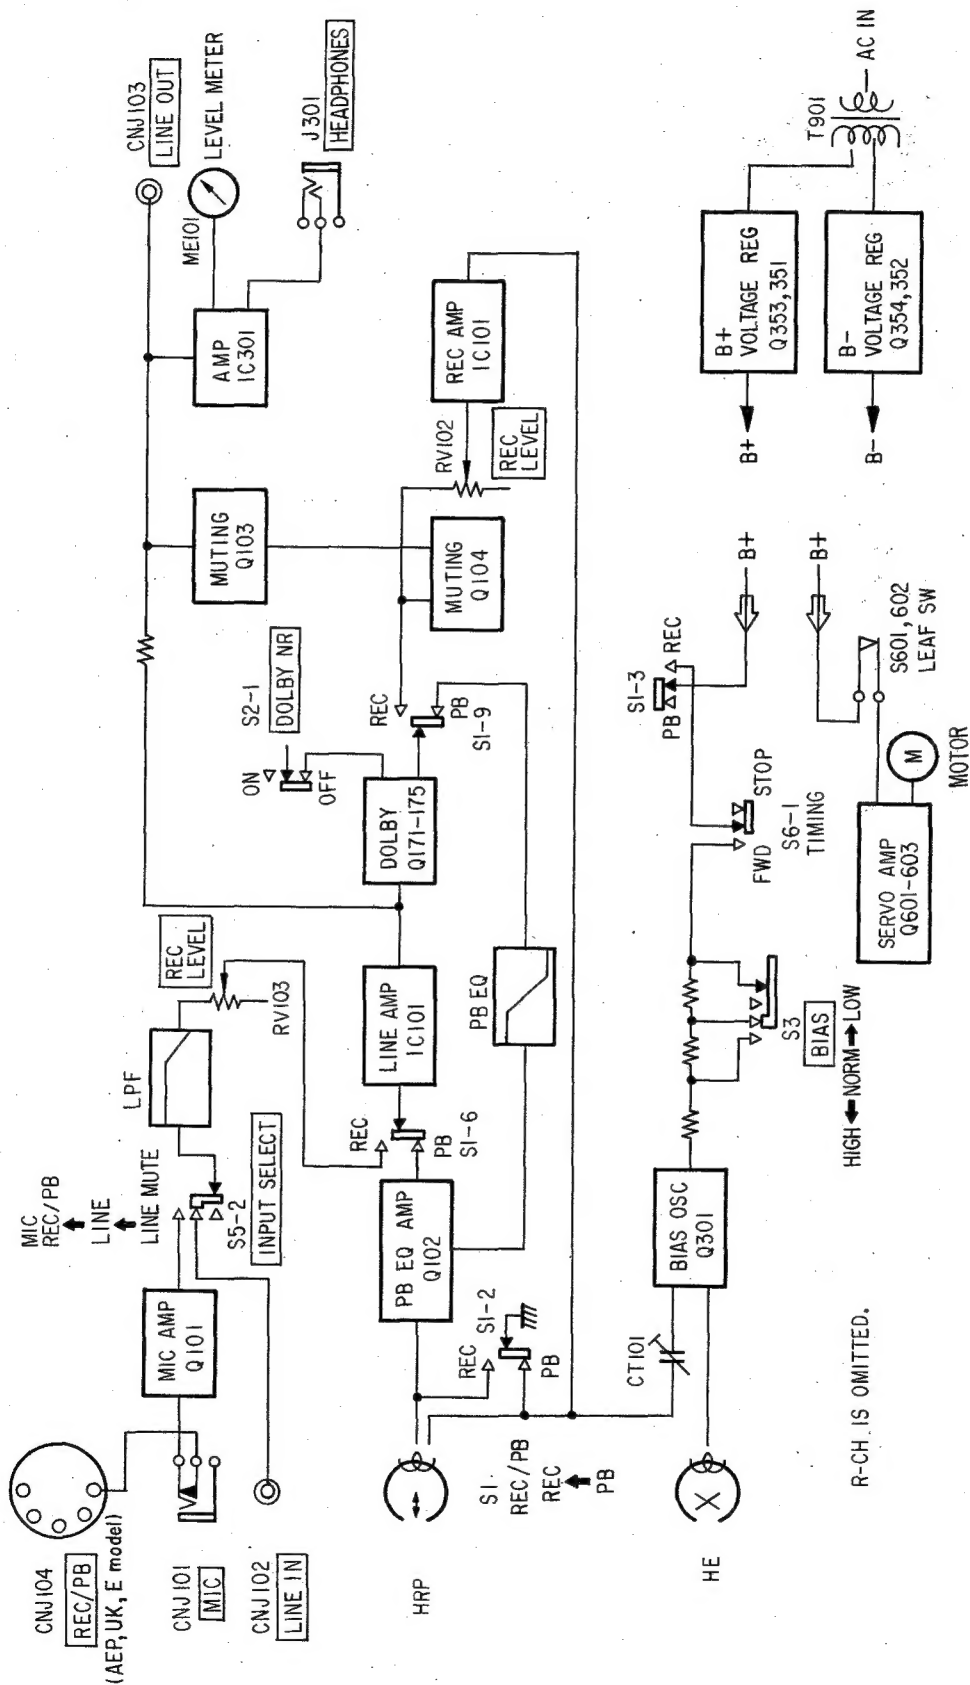 CNJ104
REC/PB
(AEP,UK, E model)
CNJ101
MIC
CNJ102
LINE IN
MIC AMP
Q101
MIC
REC/PB
LINE
LINE MUTE
S5-2
INPUT SELECT
LPF
REC
LEVEL
RV103
CNJ103
LINE OUT
ME101
LEVEL METER
AMP
IC301
J301
HEADPHONES
MUTING
Q103
S2-1
DOLBY NR
ON
OFF
HRP
PB EQ AMP
Q102
REC
PB
S1-6
LINE AMP
IC101
DOLBY
Q171-175
REC
PB
S1-9
MUTING
Q104
RV102
REC
LEVEL
REC AMP
IC101
REC
S1-2
PB
PB EQ
S1
REC/PB
REC
PB
HE
CT101
BIAS OSC
Q301
S3
BIAS
HIGH
NORM
LOW
FWD
STOP
S6-1
TIMING
S1-3
PB
REC
B+
B+
S601, 602
LEAF SW
SERVO AMP
Q601-603
M
MOTOR
B+
B+
VOLTAGE REG
Q353,351
B-
B-
VOLTAGE REG
Q354,352
T901
AC IN
R-CH IS OMITTED.